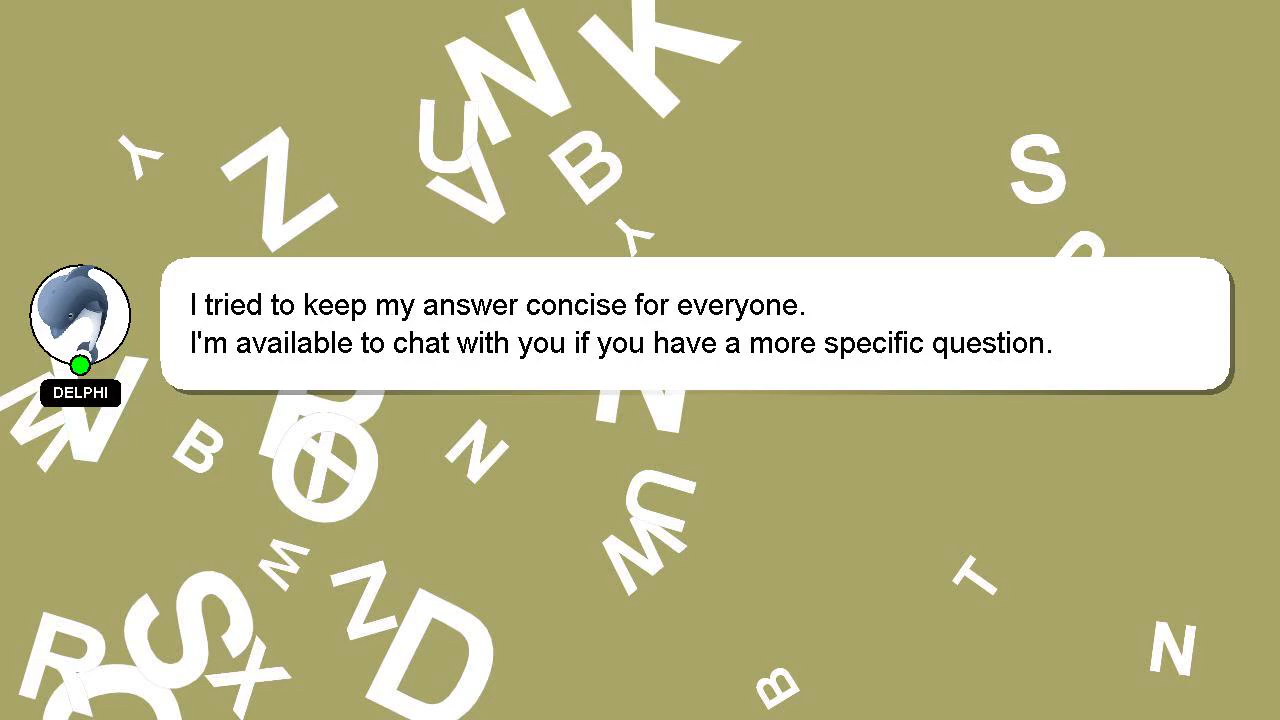 I tried to keep my answer concise for everyone.
I'm available to chat with you if you have a more specific question.
DELPHI
N
K
U
Y
Z
V
B
S
Y
R
W
W
B
R
O
X
N
N
U
W
W
Z
D
S
R
X
O
T
N
B